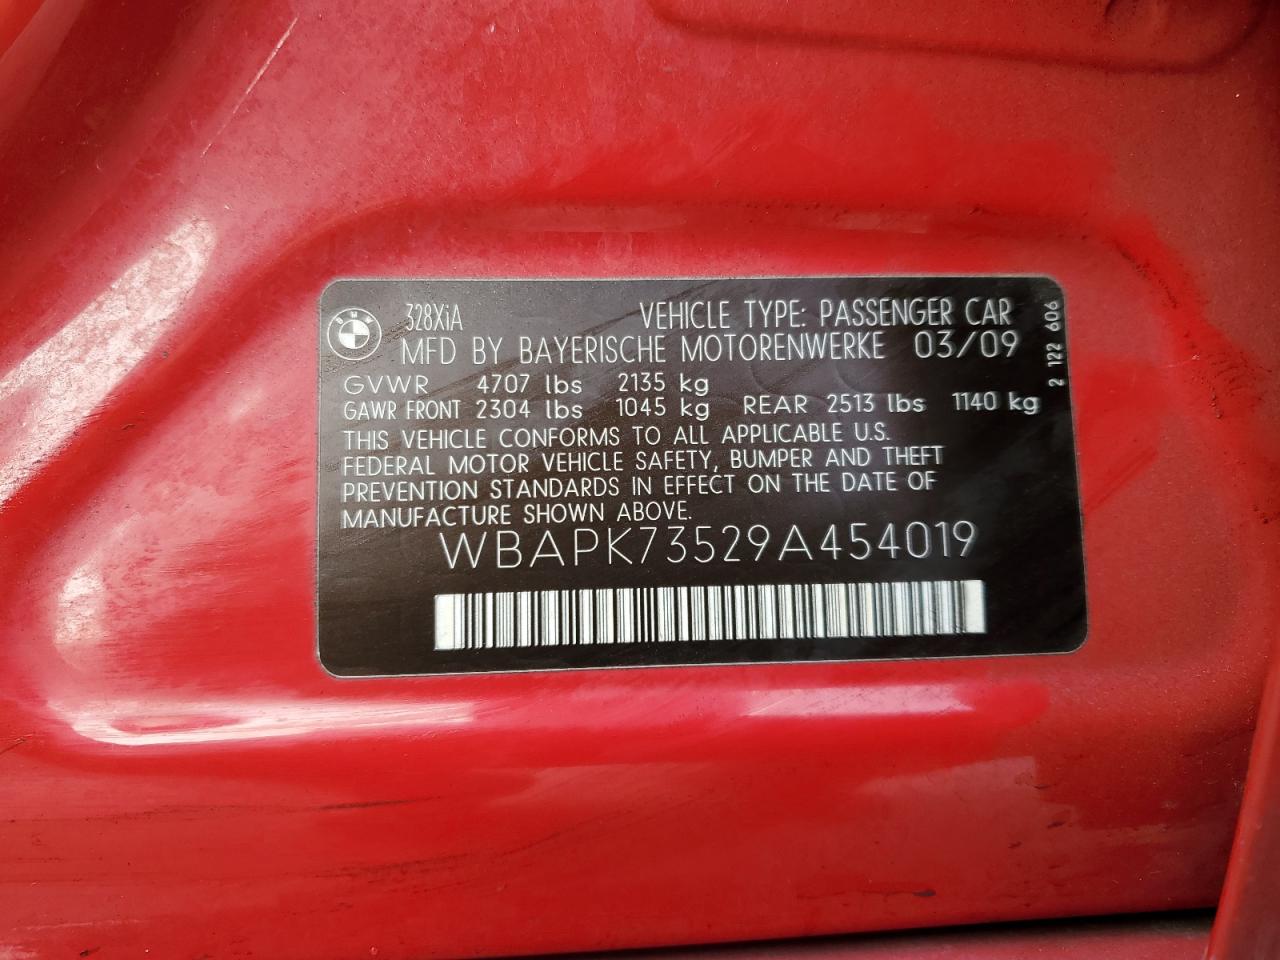 BMW
328XiA VEHICLE TYPE: PASSENGER CAR
MFD BY BAYERISCHE MOTORENWERKE 03/09
GVWR 4707 lbs 2135 kg
GAWR FRONT 2304 lbs 1045 kg REAR 2513 lbs 1140 kg
THIS VEHICLE CONFORMS TO ALL APPLICABLE U.S.
FEDERAL MOTOR VEHICLE SAFETY, BUMPER AND THEFT
PREVENTION STANDARDS IN EFFECT ON THE DATE OF
MANUFACTURE SHOWN ABOVE.
WBAPK73529A454019
2 122 606